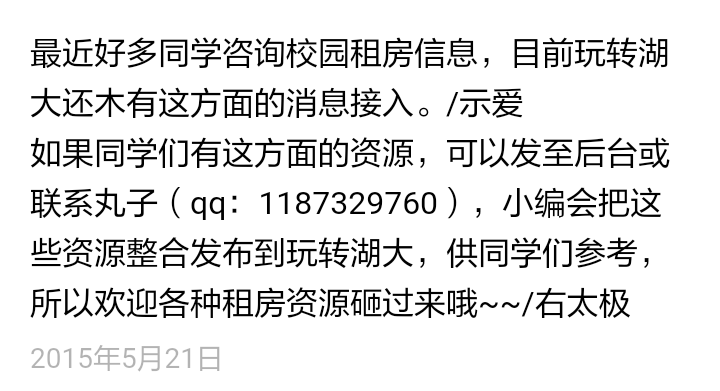 最近好多同学咨询校园租房信息，目前玩转湖
大还木有这方面的消息接入。/示爱
如果同学们有这方面的资源，可以发至后台或
联系丸子（qq：1187329760），小编会把这
些资源整合发布到玩转湖大，供同学们参考，
所以欢迎各种租房资源砸过来哦~~/右太极
2015年5月21日